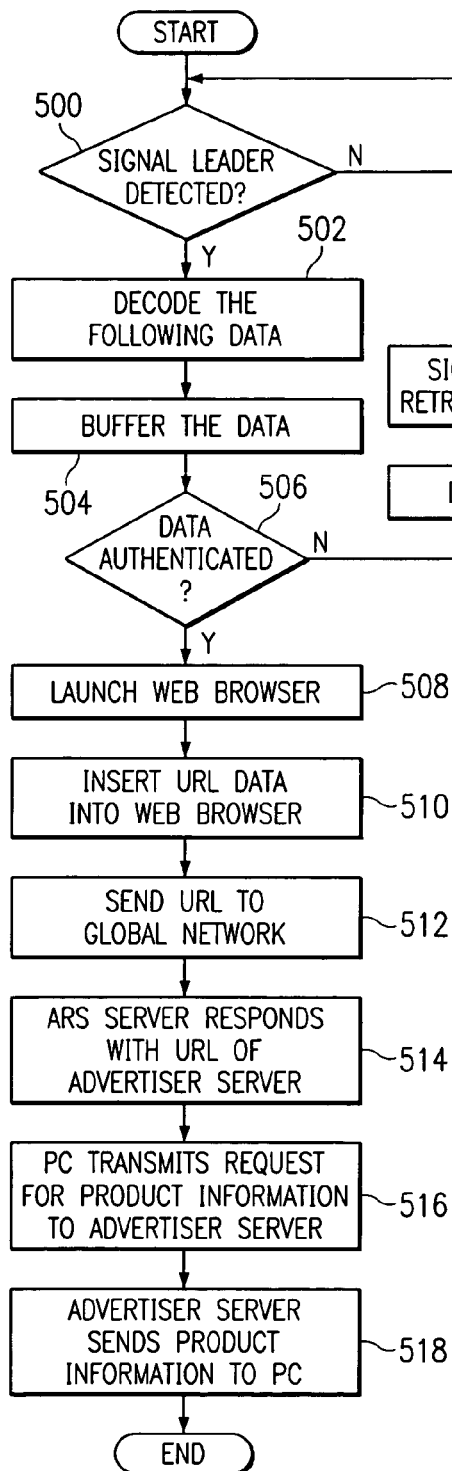 START
500
SIGNAL LEADER
DETECTED?
N
Y
502
DECODE THE
FOLLOWING DATA
BUFFER THE DATA
504
506
DATA
AUTHENTICATED
?
N
Y
LAUNCH WEB BROWSER
508
INSERT URL DATA
INTO WEB BROWSER
510
SEND URL TO
GLOBAL NETWORK
512
ARS SERVER RESPONDS
WITH URL OF
ADVERTISER SERVER
514
PC TRANSMITS REQUEST
FOR PRODUCT INFORMATION
TO ADVERTISER SERVER
516
ADVERTISER SERVER
SENDS PRODUCT
INFORMATION TO PC
518
END